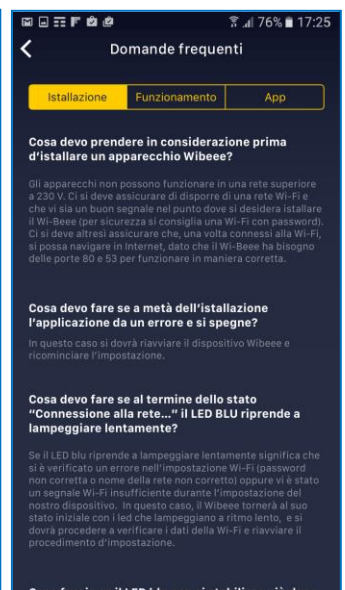 76% 17:25
Domande frequenti
Istallazione Funzionamento App
Cosa devo prendere in considerazione prima
d'istallare un apparecchio Wibeee?
Gli apparecchi non possono funzionare in una rete superiore
a 230 V. Ci si deve assicurare di disporre di una rete Wi-Fi e
che vi sia un buon segnale nel punto dove si desidera istallare
il Wi-Beee (per sicurezza si consiglia una Wi-Fi con password).
Ci si deve altresì assicurare che, una volta connessi alla Wi-Fi,
si possa navigare in Internet, dato che il Wi-Beee ha bisogno
delle porte 80 e 53 per funzionare in maniera corretta.
Cosa devo fare se a metà dell'istallazione
l'applicazione da un errore e si spegne?
In questo caso si dovrà riavviare il dispositivo Wibeee e
ricominciare l'impostazione.
Cosa devo fare se al termine dello stato
“Connessione alla rete...” il LED BLU riprende a
lampeggiare lentamente?
Se il LED blu riprende a lampeggiare lentamente significa che
si è verificato un errore nell'impostazione Wi-Fi (password
non corretta o nome della rete non corretto) oppure vi è stato
un segnale Wi-Fi insufficiente durante l'impostazione del
nostro dispositivo. In questo caso, il Wibeee tornerà al suo
stato iniziale con i led che lampeggiano a ritmo lento, e si
dovrà procedere a verificare i dati della Wi-Fi e riavviare il
procedimento d'impostazione.